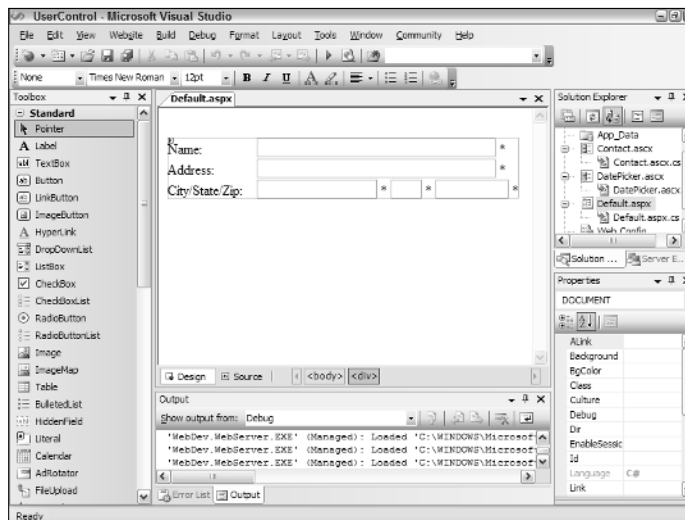 UserControl - Microsoft Visual Studio
File Edit View Website Build Debug Format Layout Tools Window Community Help
None Times New Roman 12pt B I U A
Toolbox
Standard
Pointer
A Label
abl TextBox
ab Button
LinkButton
ImageButton
A HyperLink
DropDownList
ListBox
CheckBox
CheckBoxList
RadioButton
RadioButtonList
Image
ImageMap
Table
BulletedList
HiddenField
Literal
Calendar
AdRotator
FileUpload
Default.aspx
Name: *
Address: *
City/State/Zip: * * *
Design Source <body> <div>
Output
Show output from: Debug
'WebDev.WebServer.EXE' (Managed): Loaded 'C:\WINDOWS\Microsof
'WebDev.WebServer.EXE' (Managed): Loaded 'C:\WINDOWS\Microsof
'WebDev.WebServer.EXE' (Managed): Loaded 'C:\WINDOWS\Microsof
Error List Output
Solution Explorer
App_Data
Contact.ascx
Contact.ascx.cs
DatePicker.ascx
DatePicker.ascx
Default.aspx
Default.aspx.cs
Web.Config
Solution ... Server E...
Properties
DOCUMENT
ALink
Background
BgColor
Class
Culture
Debug
Dir
EnableSessic
Id
Language C#
Link
Ready